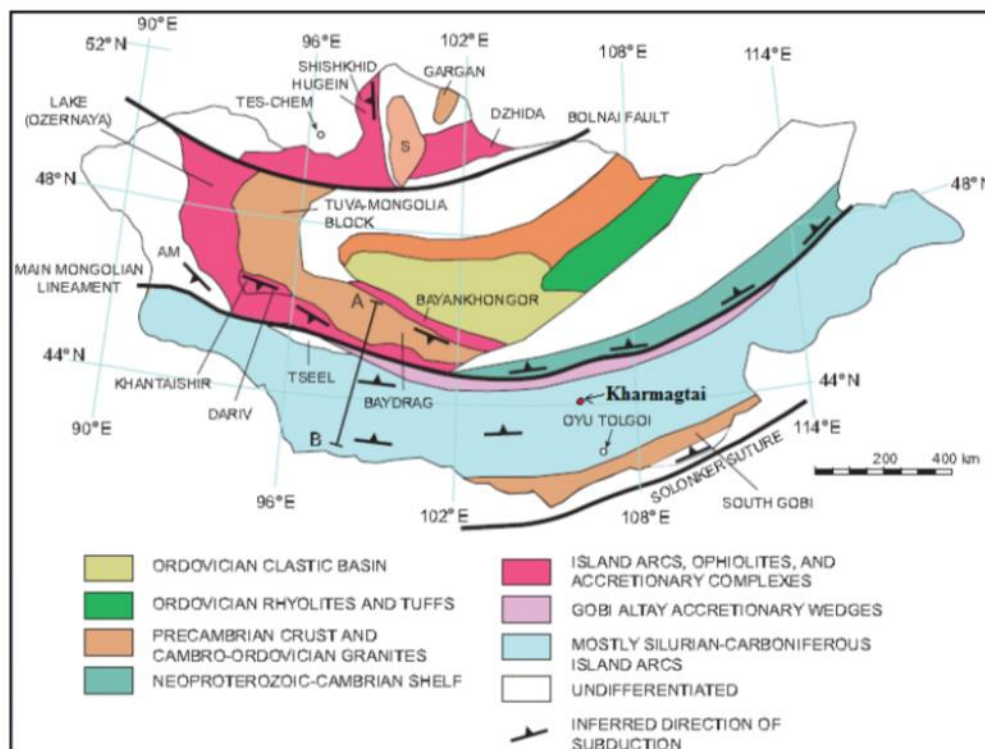 90°E
52°N
96°E
102°E
108°E
114°E
SHISHKHID
HUGEIN
GARGAN
TES-CHEM
LAKE
(OZERNAYA)
DZHIDA
BOLNAI FAULT
S
48°N
48°N
TUVA-MONGOLIA
BLOCK
AM
MAIN MONGOLIAN
LINEAMENT
A
BAYANKHONGOR
44°N
KHANTAISHIR
TSEEL
DARIV
BAYDRAG
Kharmagtai
44°N
OYU TOLGOI
90°E
B
114°E
SOLONKER SUTURE
200 400 km
SOUTH GOBI
96°E
102°E
108°E
ORDOVICIAN CLASTIC BASIN
ORDOVICIAN RHYOLITES AND TUFFS
PRECAMBRIAN CRUST AND
CAMBRO-ORDOVICIAN GRANITES
NEOPROTEROZOIC-CAMBRIAN SHELF
ISLAND ARCS, OPHIOLITES, AND
ACCRETIONARY COMPLEXES
GOBI ALTAY ACCRETIONARY WEDGES
MOSTLY SILURIAN-CARBONIFEROUS
ISLAND ARCS
UNDIFFERENTIATED
INFERRED DIRECTION OF
SUBDUCTION